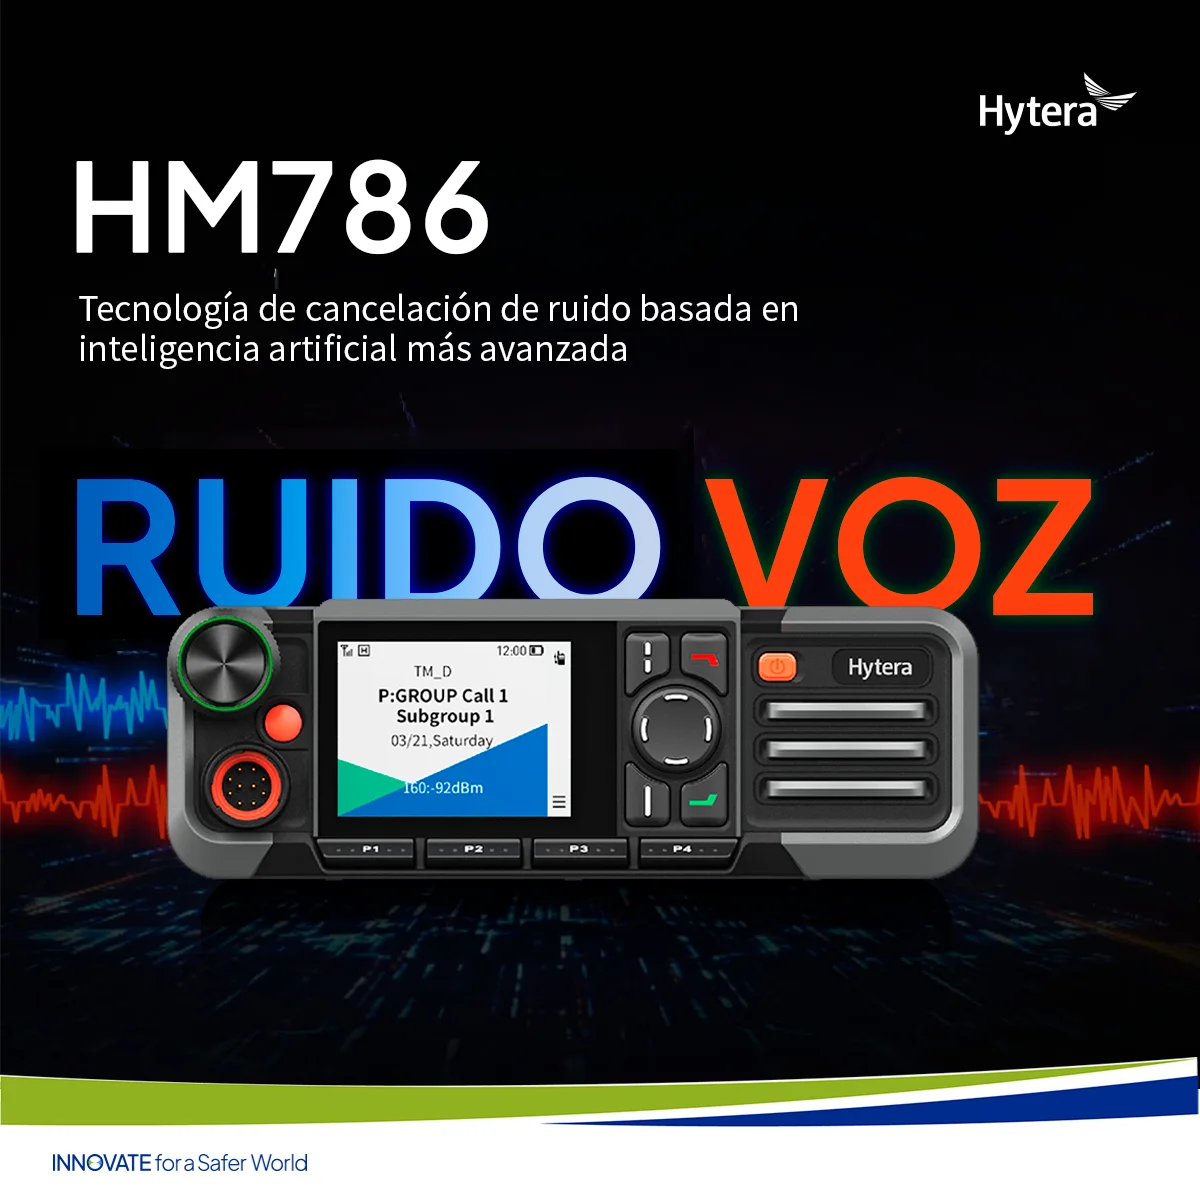 Hytera
HM786
Tecnología de cancelación de ruido basada en
inteligencia artificial más avanzada
RUIDO VOZ
12:00
TM_D
P:GROUP Call 1
Subgroup 1
03/21,Saturday
160:-92dBm
Hytera
P1 P2 P3 P4
INNOVATE for a Safer World